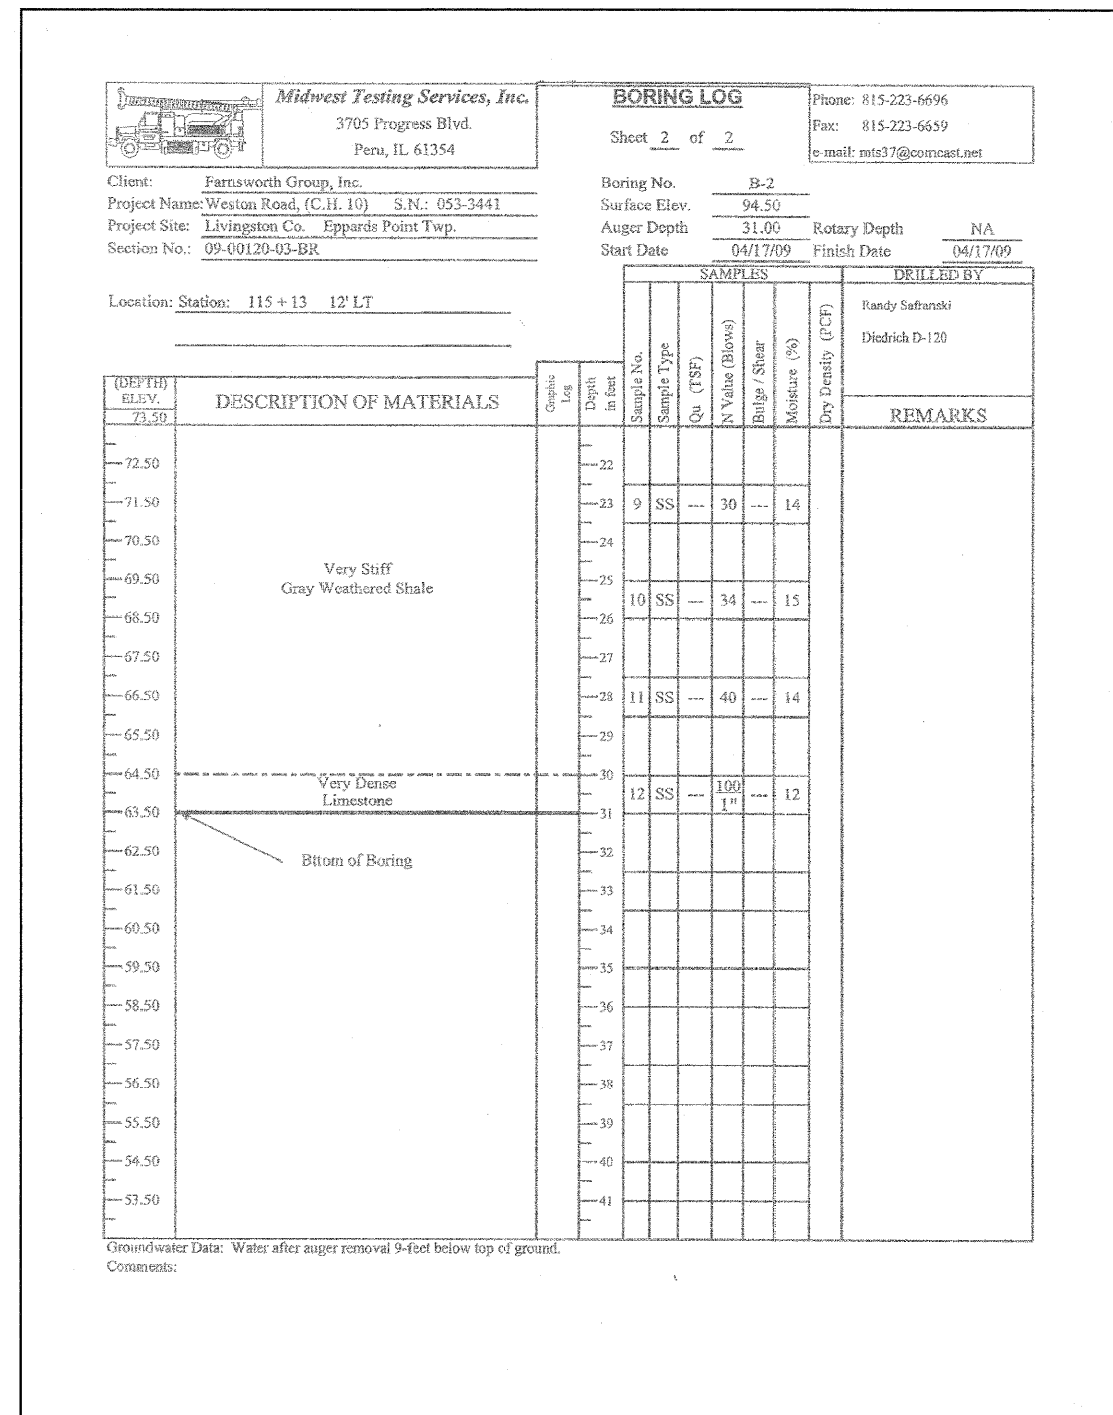 Midwest Testing Services, Inc.
3705 Progress Blvd.
Peru, IL 61354
BORING LOG
Sheet 2 of 2
Phone: 815-223-6696
Fax: 815-223-6659
e-mail: mts37@comcast.net
Client: Farnsworth Group, Inc.
Project Name: Weston Road, (C.H. 10) S.N.: 053-3441
Project Site: Livingston Co. Eppards Point Twp.
Section No.: 09-00120-03-BR
Boring No. B-2
Surface Elev. 94.50
Auger Depth 31.00 Rotary Depth NA
Start Date 04/17/09 Finish Date 04/17/09
Location: Station: 115 + 13 12' LT
SAMPLES
DRILLED BY
Randy Safranski
Diedrich D-120
(DEPTH)
ELEV.
73.50
DESCRIPTION OF MATERIALS
Graphic Log
Depth in feet
Sample No.
Sample Type
Qu (TSF)
N Value (Blows)
Bulge / Shear
Moisture (%)
Dry Density (PCF)
REMARKS
72.50 22
71.50 23 9 SS --- 30 --- 14
70.50 24
Very Stiff
69.50 25
Gray Weathered Shale
10 SS --- 34 --- 15
68.50 26
67.50 27
66.50 28 11 SS --- 40 --- 14
65.50 29
64.50 30
Very Dense
Limestone
12 SS --- 100 1" --- 12
63.50 31
62.50 32
Bttom of Boring
61.50 33
60.50 34
59.50 35
58.50 36
57.50 37
56.50 38
55.50 39
54.50 40
53.50 41
Groundwater Data: Water after auger removal 9-feet below top of ground.
Comments: